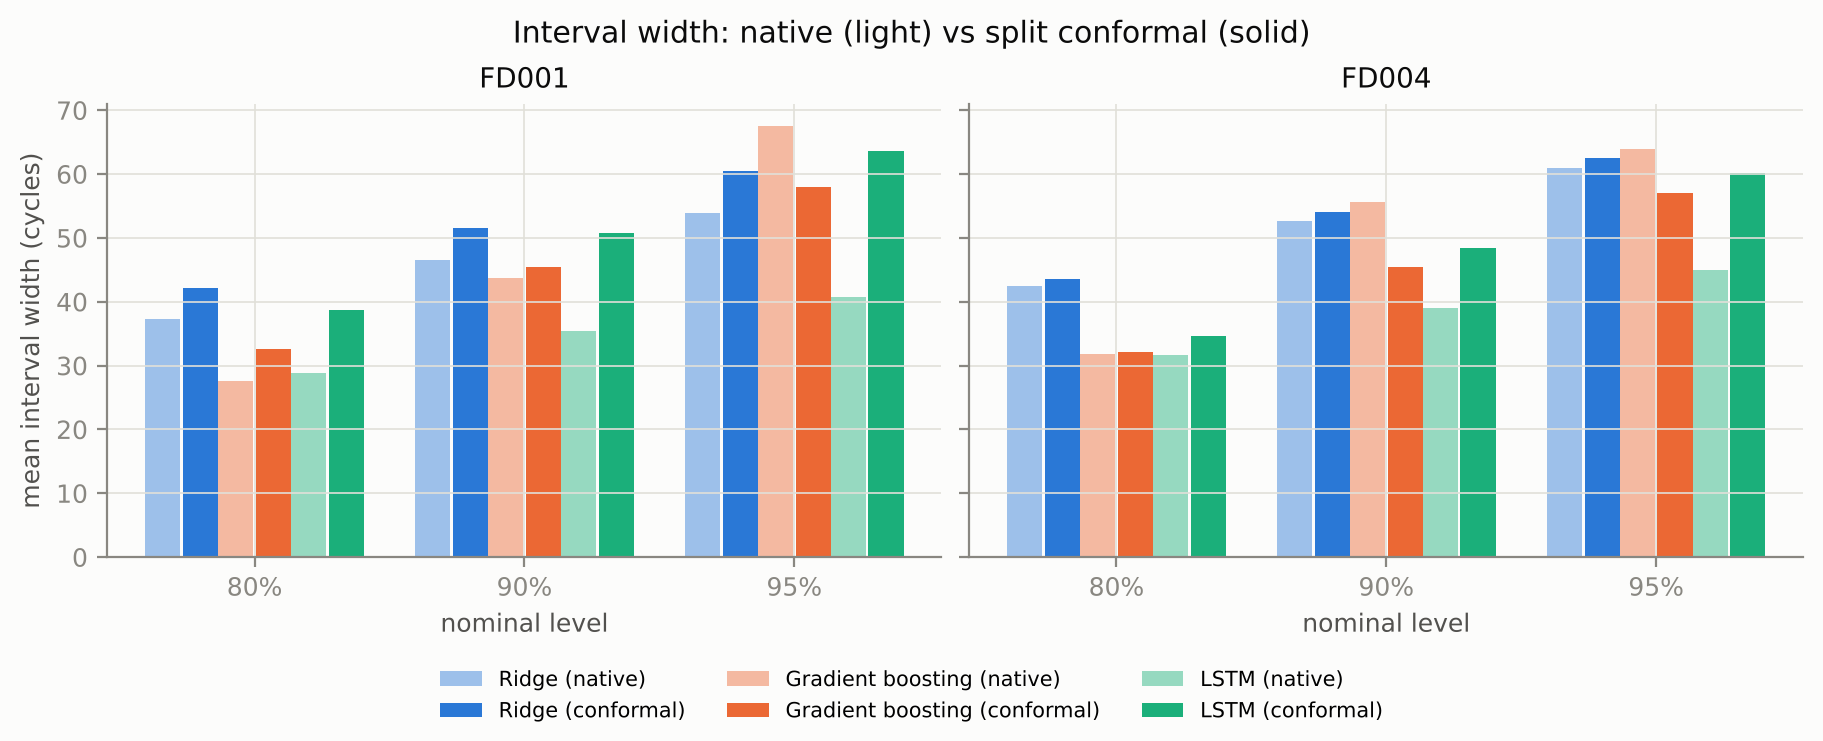 Interval width: native (light) vs split conformal (solid)
FD001
FD004
mean interval width (cycles)
70
60
50
40
30
20
10
0
80%
90%
95%
80%
90%
95%
nominal level
nominal level
Ridge (native)
Gradient boosting (native)
LSTM (native)
Ridge (conformal)
Gradient boosting (conformal)
LSTM (conformal)